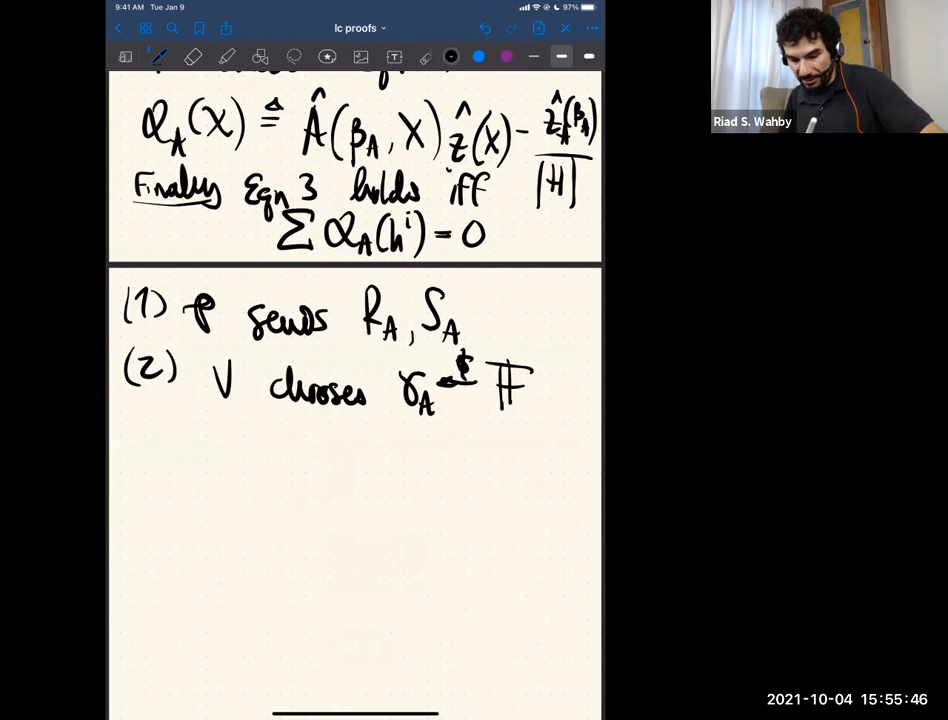 9:41 AM Tue Jan 9
97%
lc proofs
Q_A(X) ≜ Â(β_A, X) ẑ(X) - ẑ_A(β_A) / |H|
Finally Eqn 3 holds iff
∑ Q_A(h^i) = 0
(1) P sends R_A, S_A
(2) V chooses γ_A ←$ 𝔽
Riad S. Wahby
2021-10-04 15:55:46